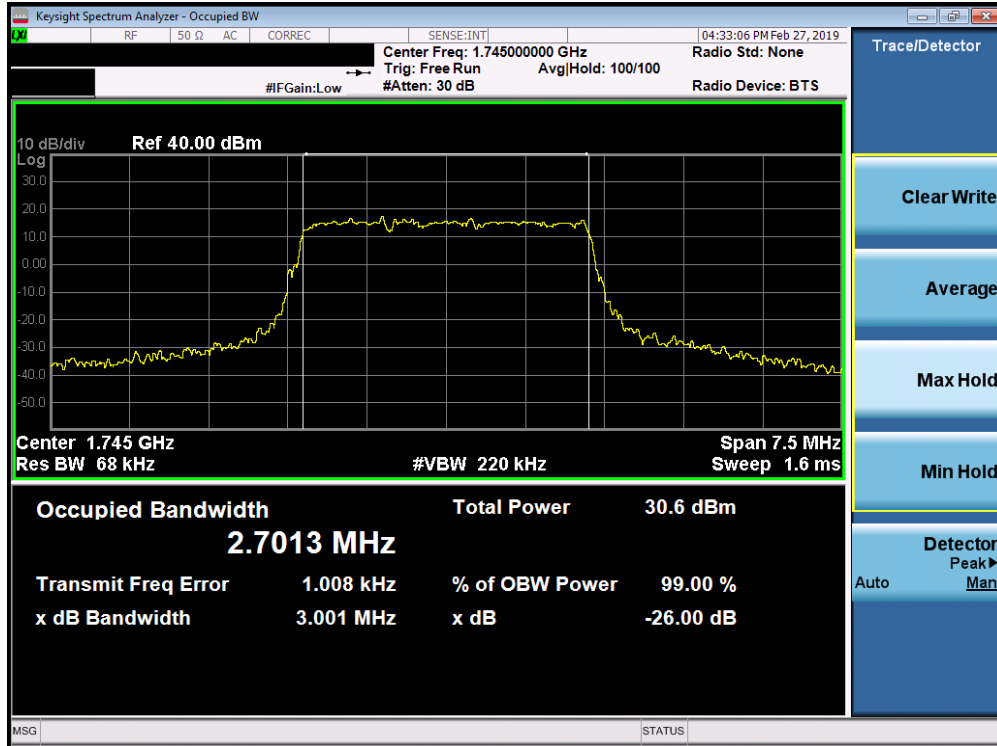 Keysight Spectrum Analyzer - Occupied BW
LXI RF 50 Ω AC CORREC SENSE:INT 04:33:06 PM Feb 27, 2019
Center Freq: 1.745000000 GHz Radio Std: None
Trig: Free Run Avg|Hold: 100/100
#IFGain:Low #Atten: 30 dB Radio Device: BTS
10 dB/div Ref 40.00 dBm
Log
30.0
20.0
10.0
0.00
-10.0
-20.0
-30.0
-40.0
-50.0
Center 1.745 GHz Span 7.5 MHz
Res BW 68 kHz #VBW 220 kHz Sweep 1.6 ms
Occupied Bandwidth Total Power 30.6 dBm
2.7013 MHz
Transmit Freq Error 1.008 kHz % of OBW Power 99.00 %
x dB Bandwidth 3.001 MHz x dB -26.00 dB
MSG STATUS
Trace/Detector
Clear Write
Average
Max Hold
Min Hold
Detector
Peak▶
Auto Man